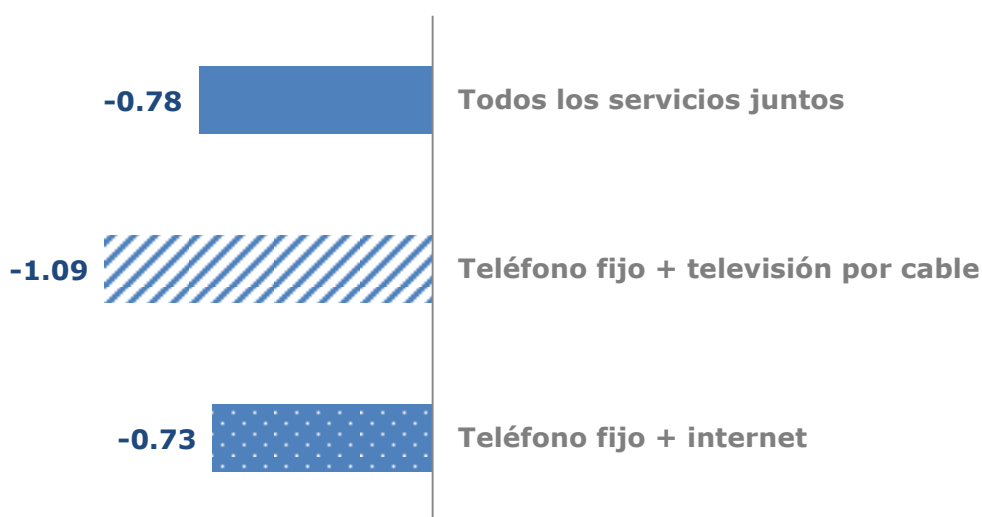 -0.78 Todos los servicios juntos
-1.09 Teléfono fijo + televisión por cable
-0.73 Teléfono fijo + internet